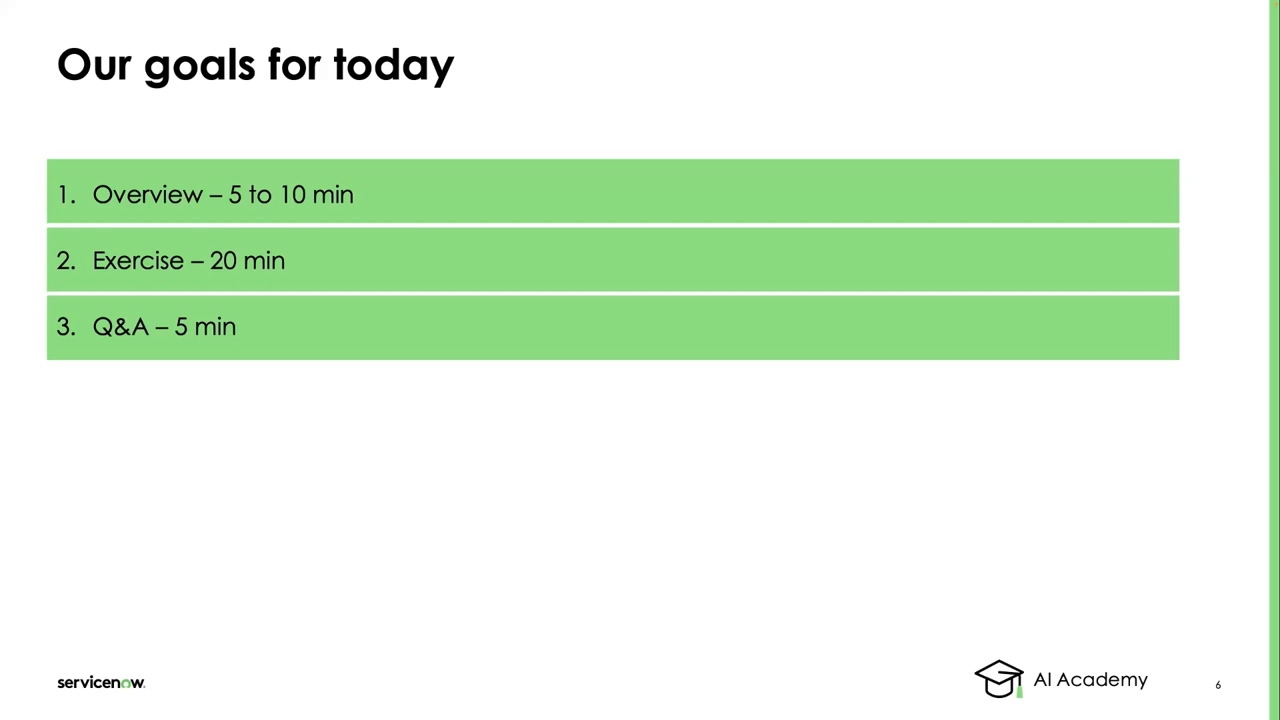 Our goals for today
1. Overview – 5 to 10 min
2. Exercise – 20 min
3. Q&A – 5 min
servicenow.
AI Academy
6